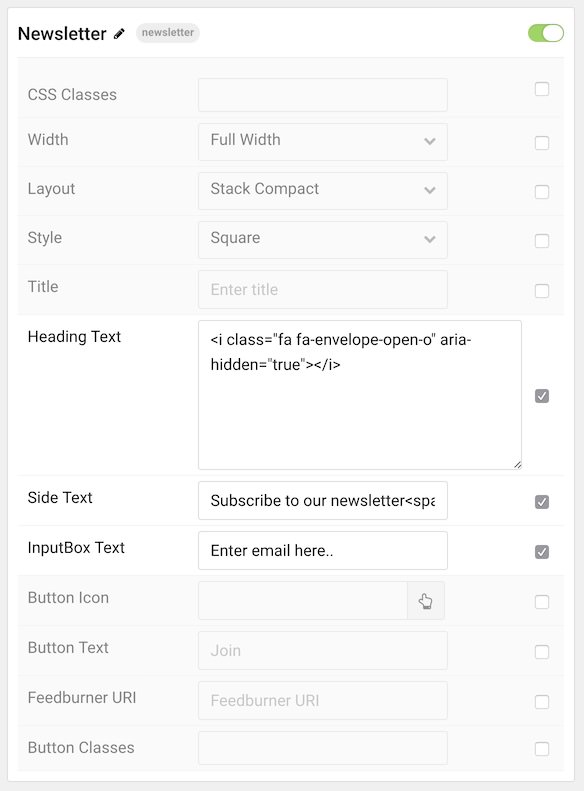 Newsletter newsletter
CSS Classes
Width Full Width
Layout Stack Compact
Style Square
Title Enter title
Heading Text <i class="fa fa-envelope-open-o" aria-
hidden="true"></i>
Side Text Subscribe to our newsletter<spa
InputBox Text Enter email here..
Button Icon
Button Text Join
Feedburner URI Feedburner URI
Button Classes